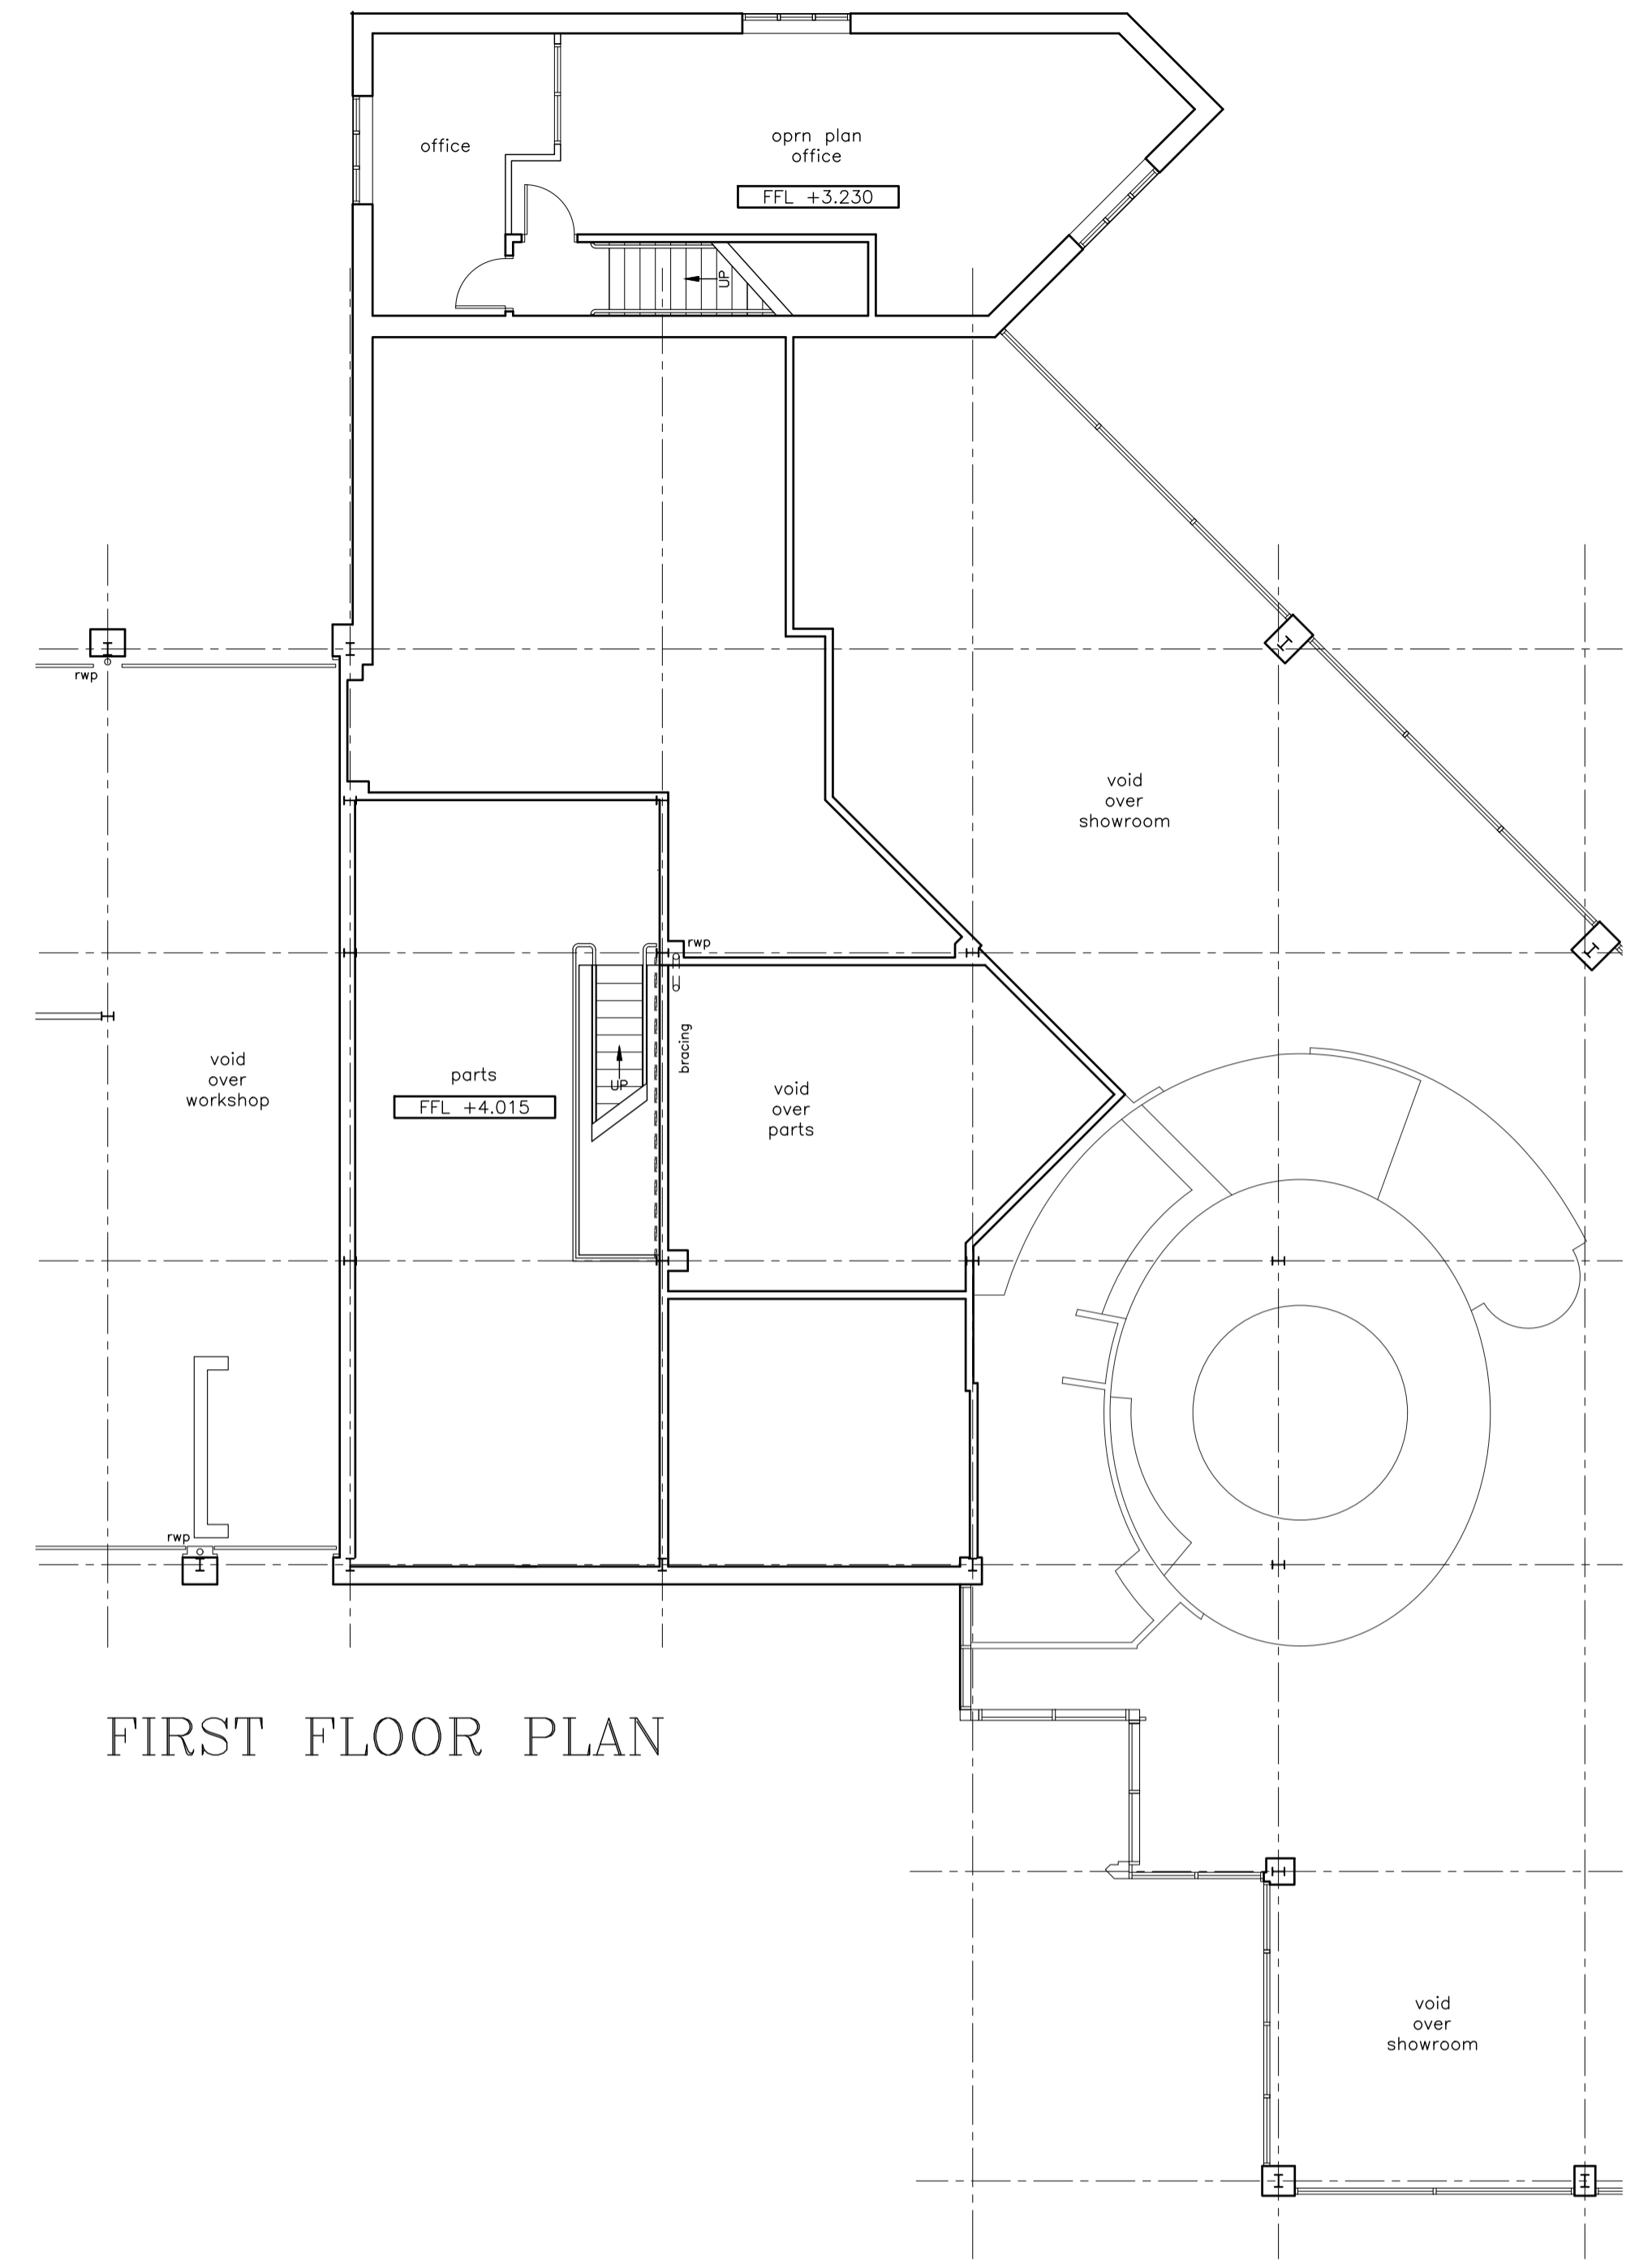 office
oprn plan
office
FFL +3.230
UP
rwp
void
over
showroom
rwp
bracing
void
over
workshop
parts
FFL +4.015
UP
void
over
parts
rwp
FIRST FLOOR PLAN
void
over
showroom